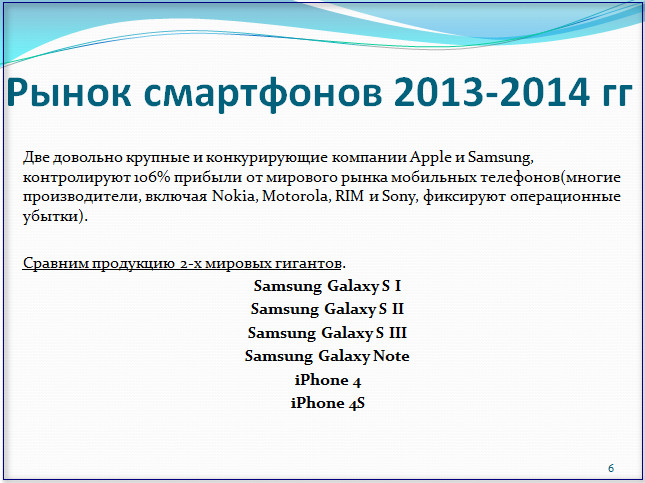 Рынок смартфонов 2013-2014 гг
Две довольно крупные и конкурирующие компании Apple и Samsung,
контролируют 106% прибыли от мирового рынка мобильных телефонов(многие
производители, включая Nokia, Motorola, RIM и Sony, фиксируют операционные
убытки).
Сравним продукцию 2-х мировых гигантов.
Samsung Galaxy S I
Samsung Galaxy S II
Samsung Galaxy S III
Samsung Galaxy Note
iPhone 4
iPhone 4S
6